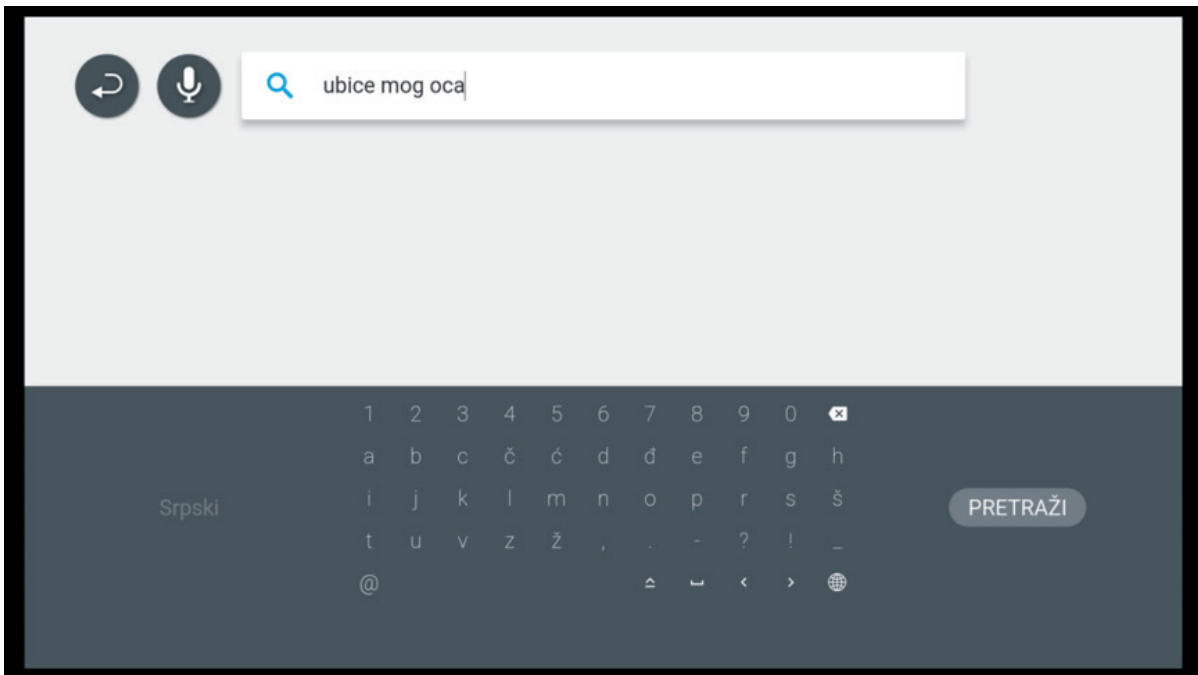 ubice mog oca
1 2 3 4 5 6 7 8 9 0
a b c č ć d đ e f g h
Srpski i j k l m n o p r s š PRETRAŽI
t u v z ž , . - ? ! _
@ < >